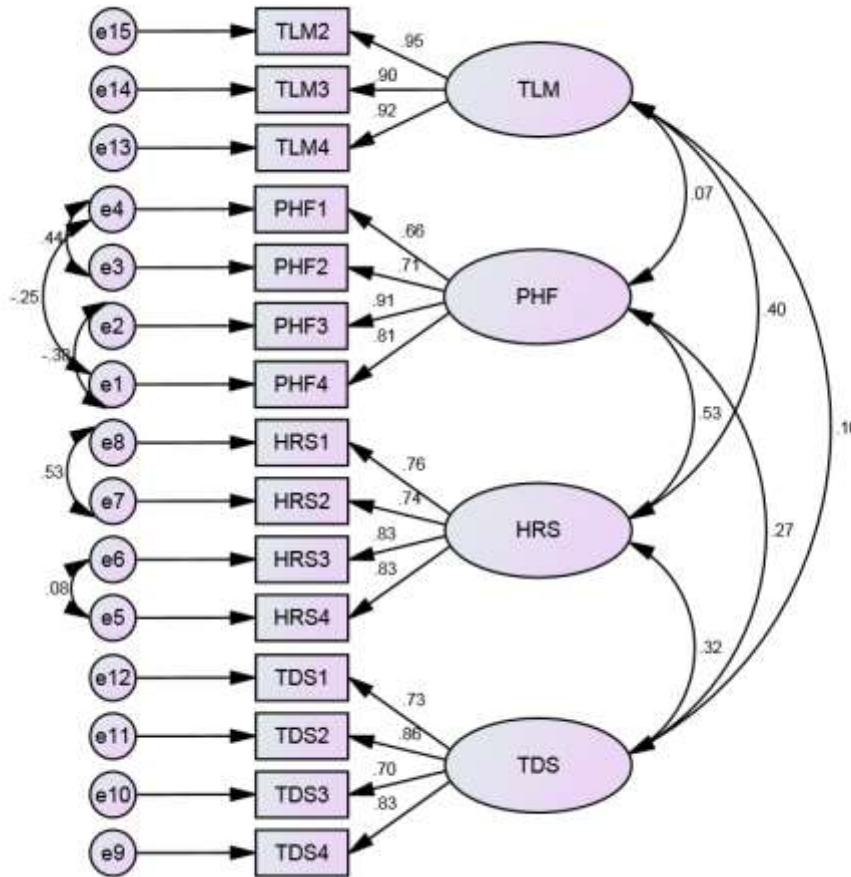 e15 TLM2 .95
e14 TLM3 .90 TLM
e13 TLM4 .92
.07
e4 PHF1 .66
.44
e3 PHF2 .71
-.25 PHF
e2 PHF3 .91 .40
e1 PHF4 .81
.53
e8 HRS1 .76
.53
e7 HRS2 .74
HRS
e6 HRS3 .83 .27
.08
e5 HRS4 .83
.32
e12 TDS1 .73
e11 TDS2 .86
TDS
e10 TDS3 .70
e9 TDS4 .83